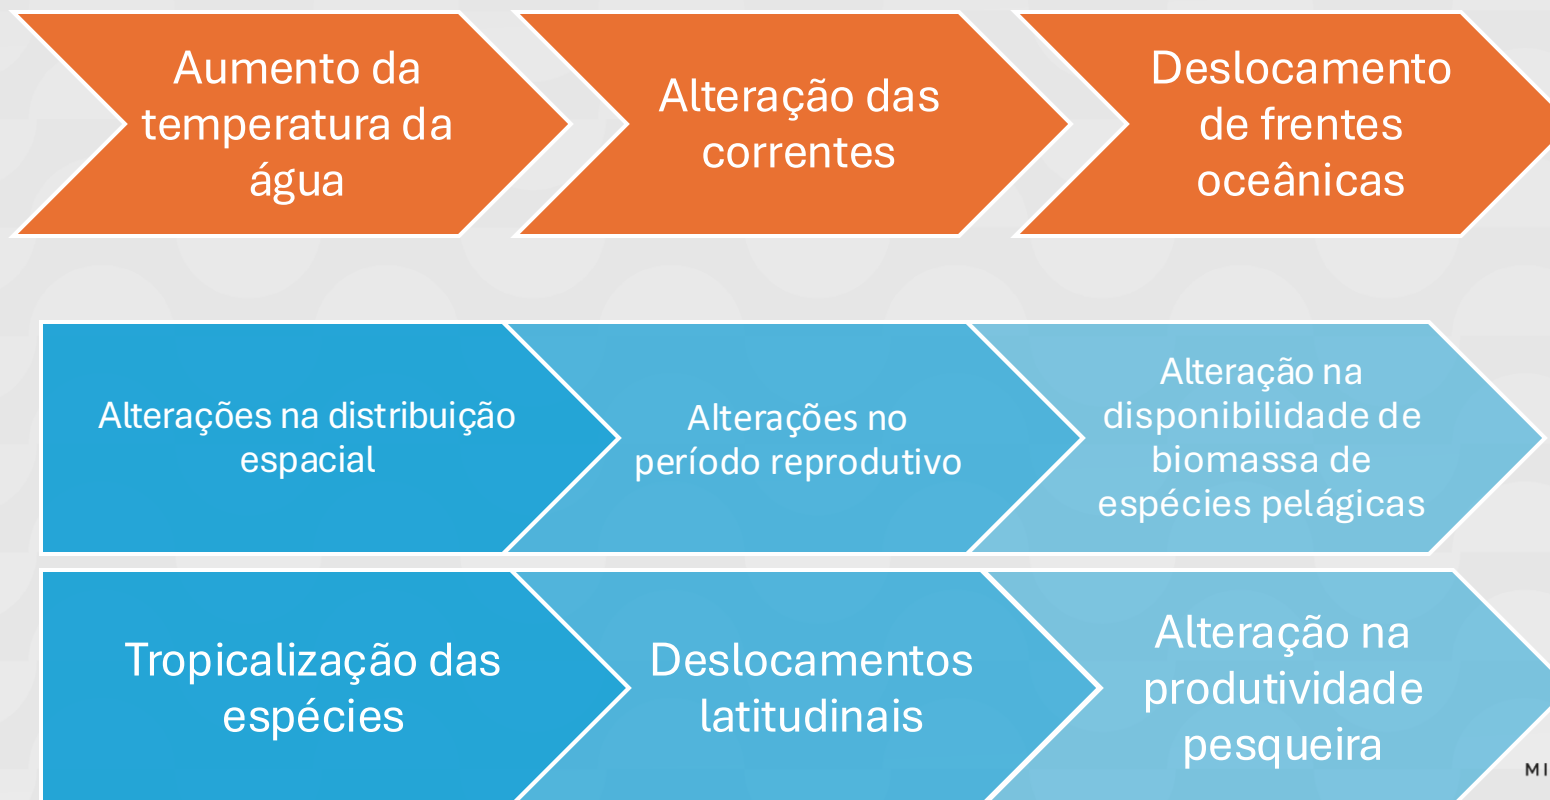 Aumento da
temperatura da
água
Alteração das
correntes
Deslocamento
de frentes
oceânicas
Alterações na distribuição
espacial
Alterações no
período reprodutivo
Alteração na
disponibilidade de
biomassa de
espécies pelágicas
Tropicalização das
espécies
Deslocamentos
latitudinais
Alteração na
produtividade
pesqueira
MI